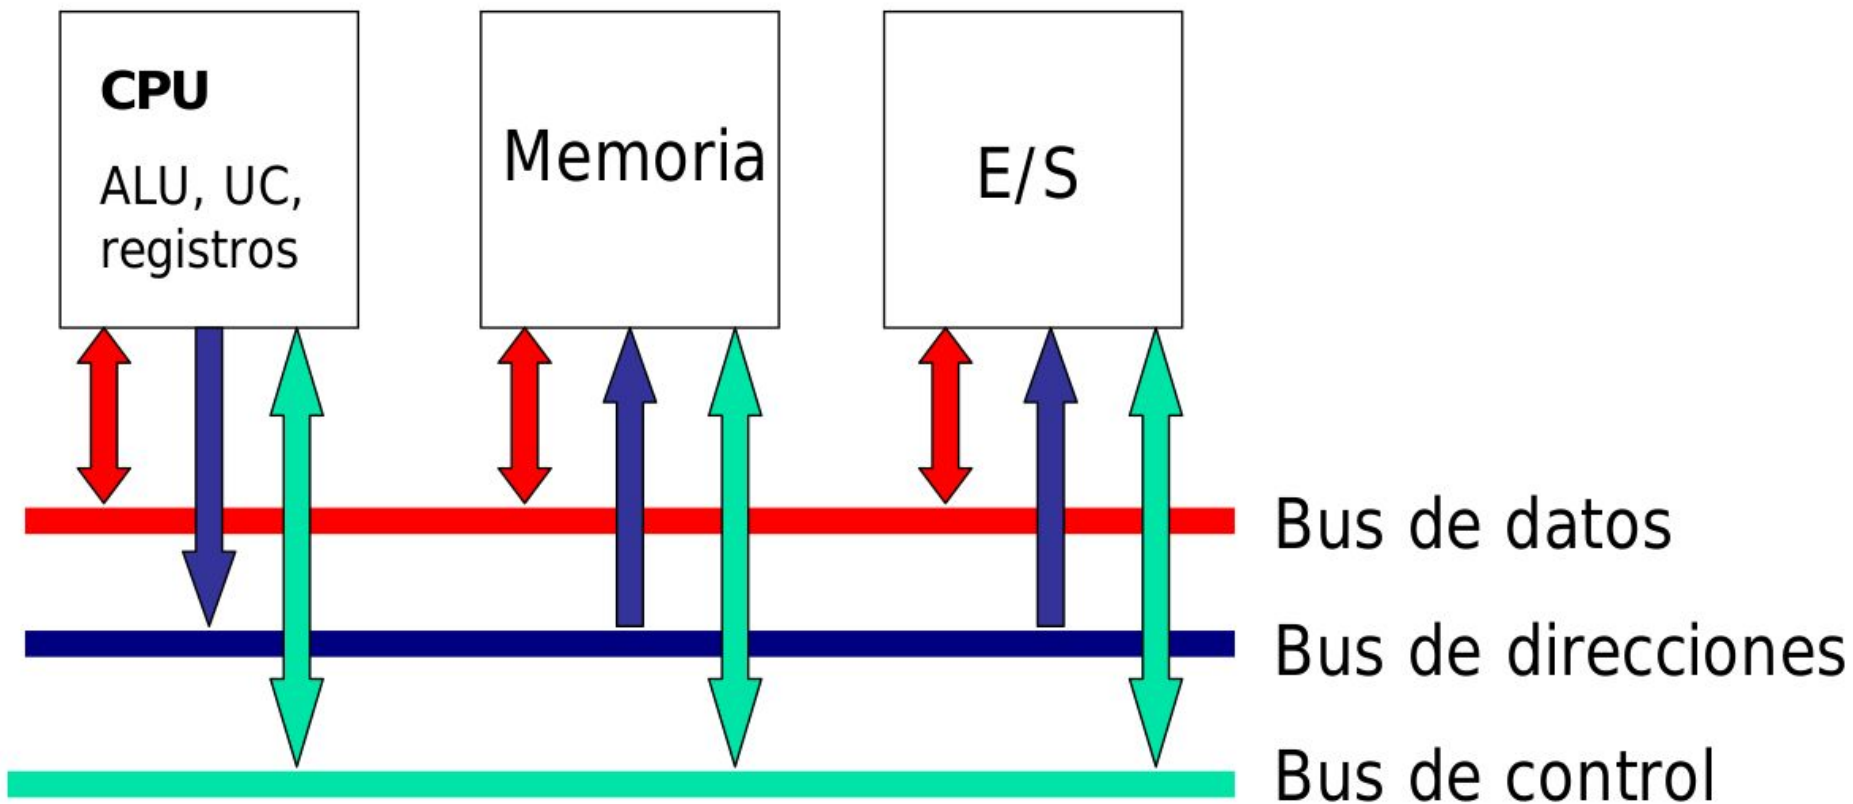 CPU
ALU, UC,
registros
Memoria
E/S
Bus de datos
Bus de direcciones
Bus de control